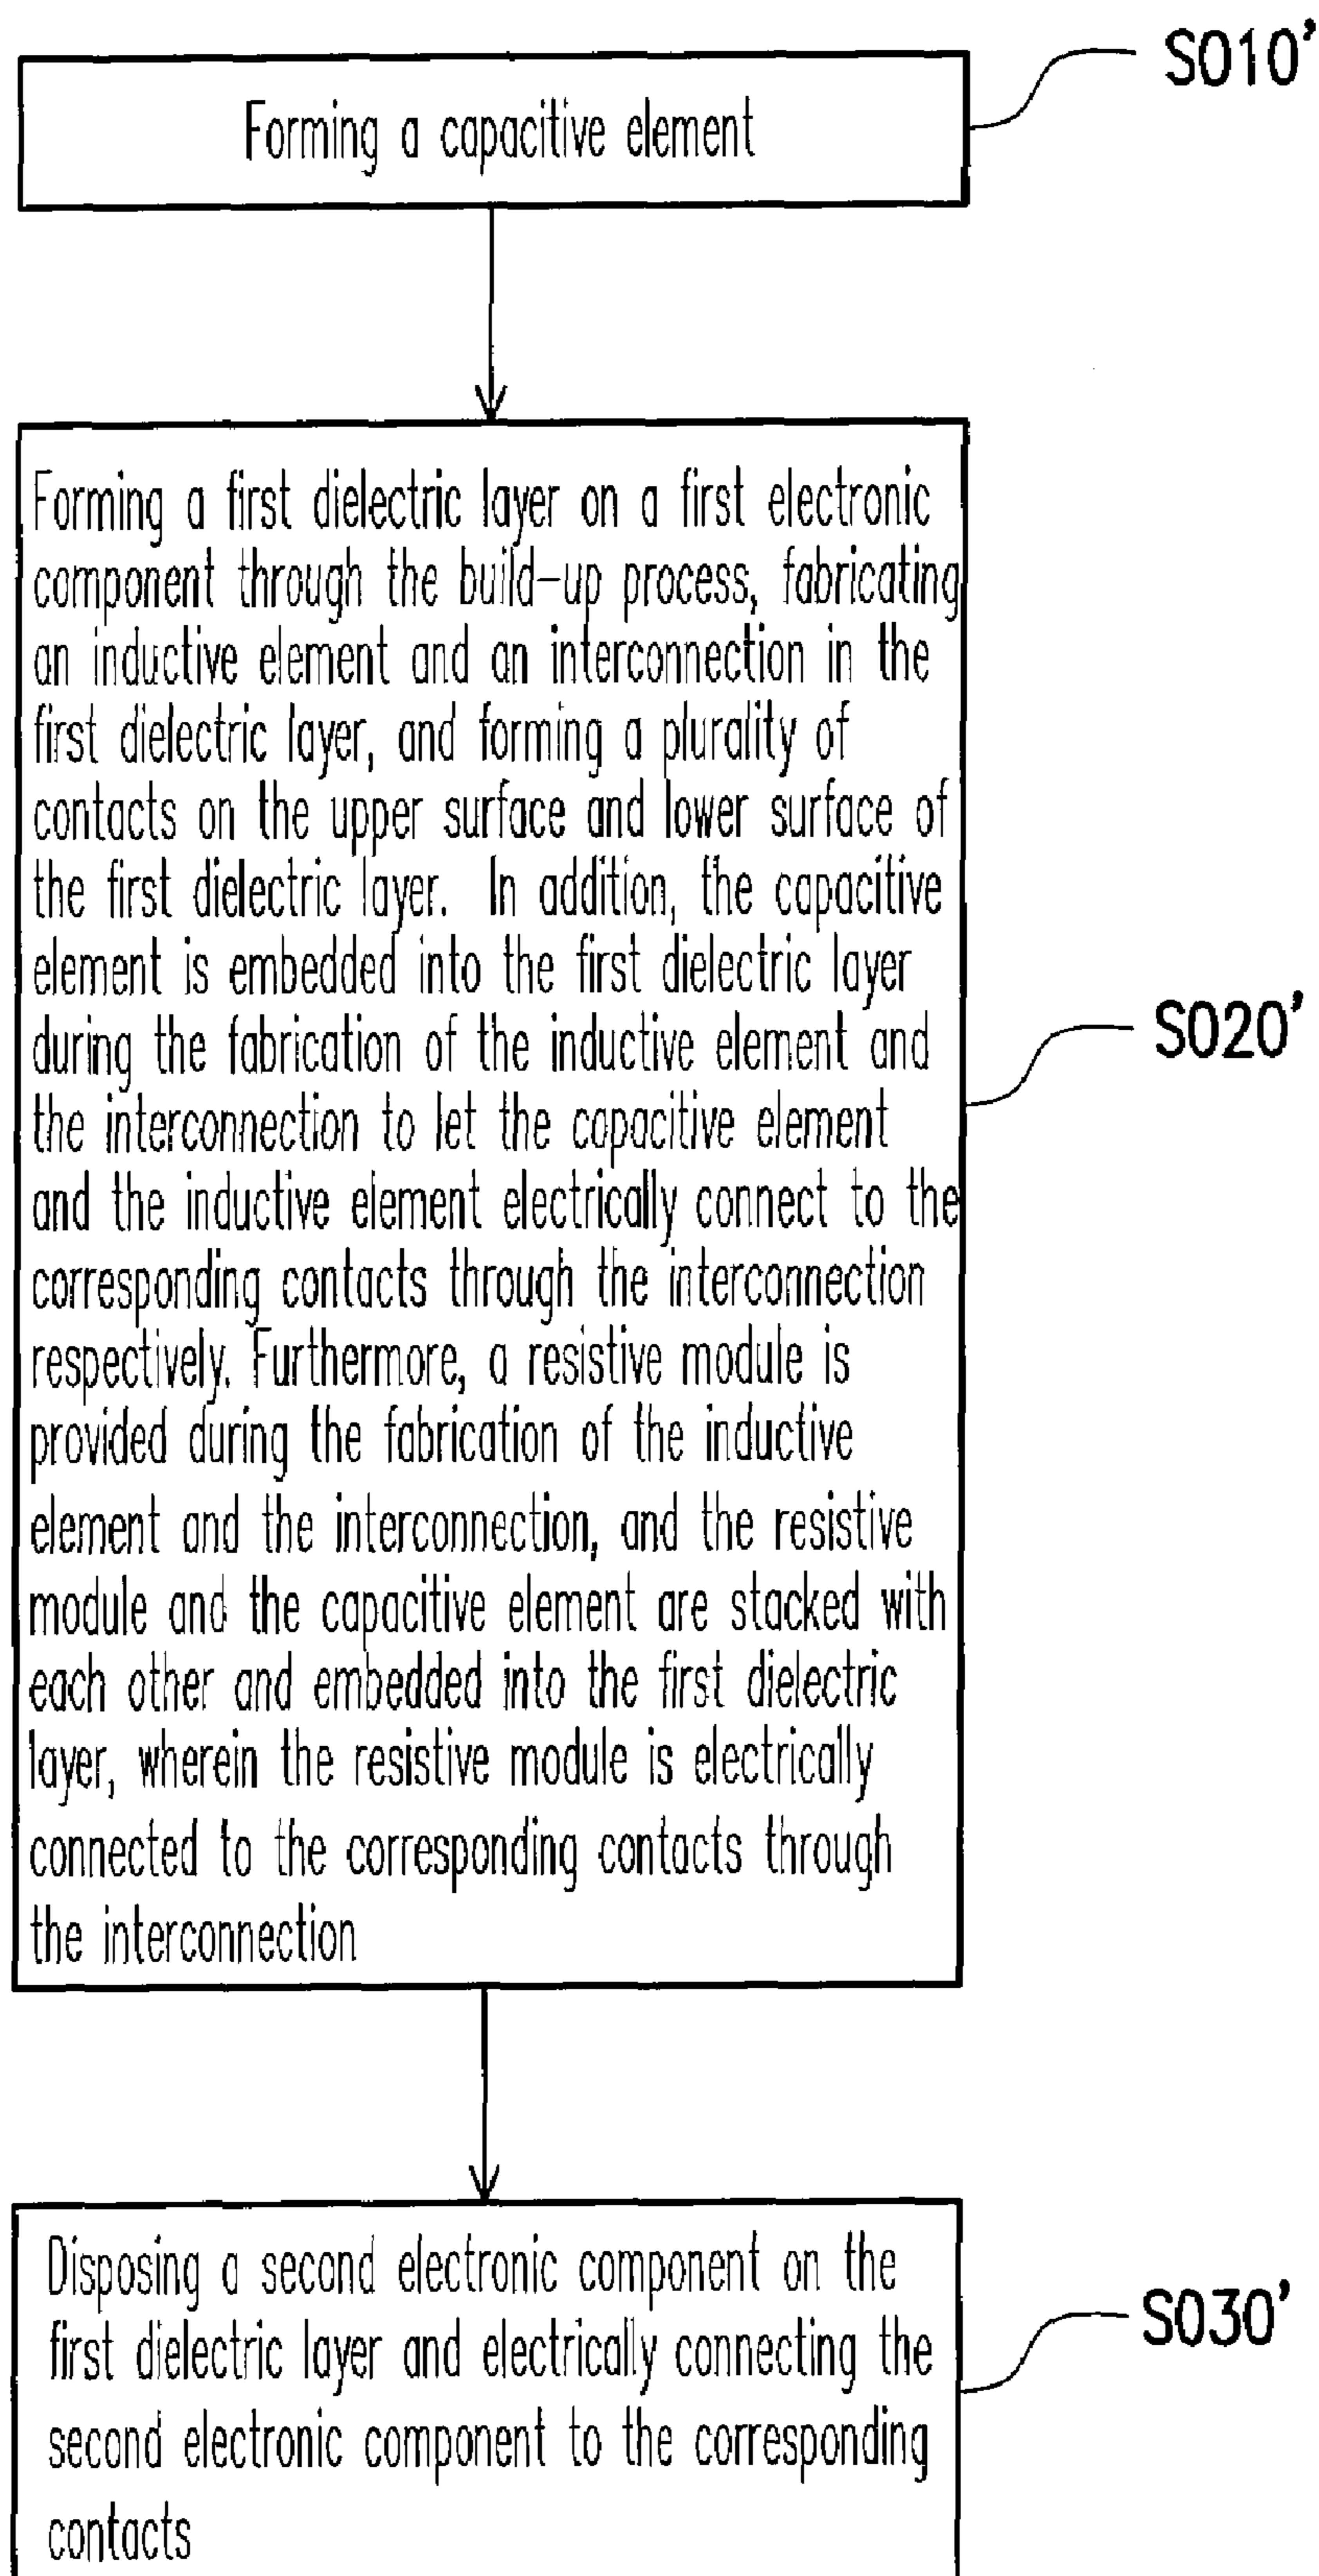 S010'
Forming a capacitive element
Forming a first dielectric layer on a first electronic
component through the build-up process, fabricating
an inductive element and an interconnection in the
first dielectric layer, and forming a plurality of
contacts on the upper surface and lower surface of
the first dielectric layer. In addition, the capacitive
element is embedded into the first dielectric layer
during the fabrication of the inductive element and
the interconnection to let the capacitive element
and the inductive element electrically connect to the
corresponding contacts through the interconnection
respectively. Furthermore, a resistive module is
provided during the fabrication of the inductive
element and the interconnection, and the resistive
module and the capacitive element are stacked with
each other and embedded into the first dielectric
layer, wherein the resistive module is electrically
connected to the corresponding contacts through
the interconnection
S020'
Disposing a second electronic component on the
first dielectric layer and electrically connecting the
second electronic component to the corresponding
contacts
S030'